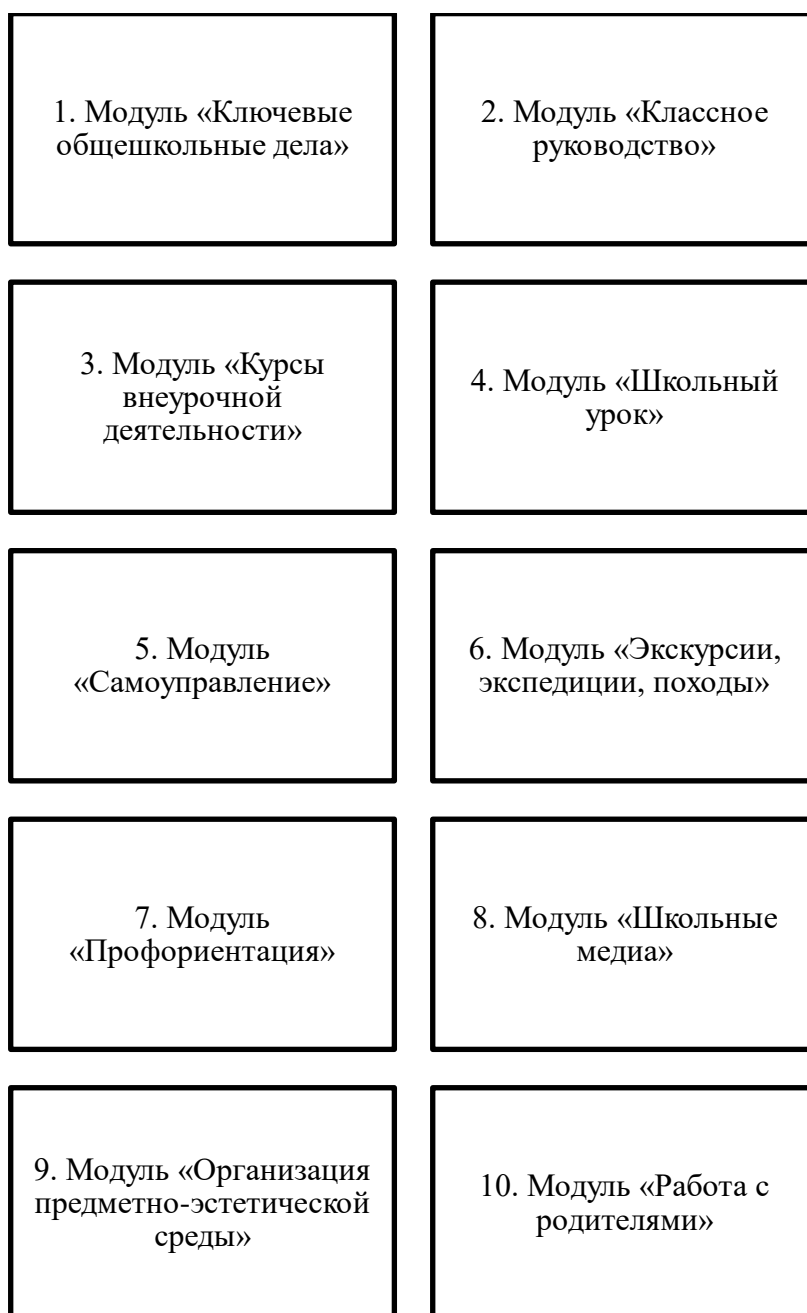 1. Модуль «Ключевые
общешкольные дела»
2. Модуль «Классное
руководство»
3. Модуль «Курсы
внеурочной
деятельности»
4. Модуль «Школьный
урок»
5. Модуль
«Самоуправление»
6. Модуль «Экскурсии,
экспедиции, походы»
7. Модуль
«Профориентация»
8. Модуль «Школьные
медиа»
9. Модуль «Организация
предметно-эстетической
среды»
10. Модуль «Работа с
родителями»